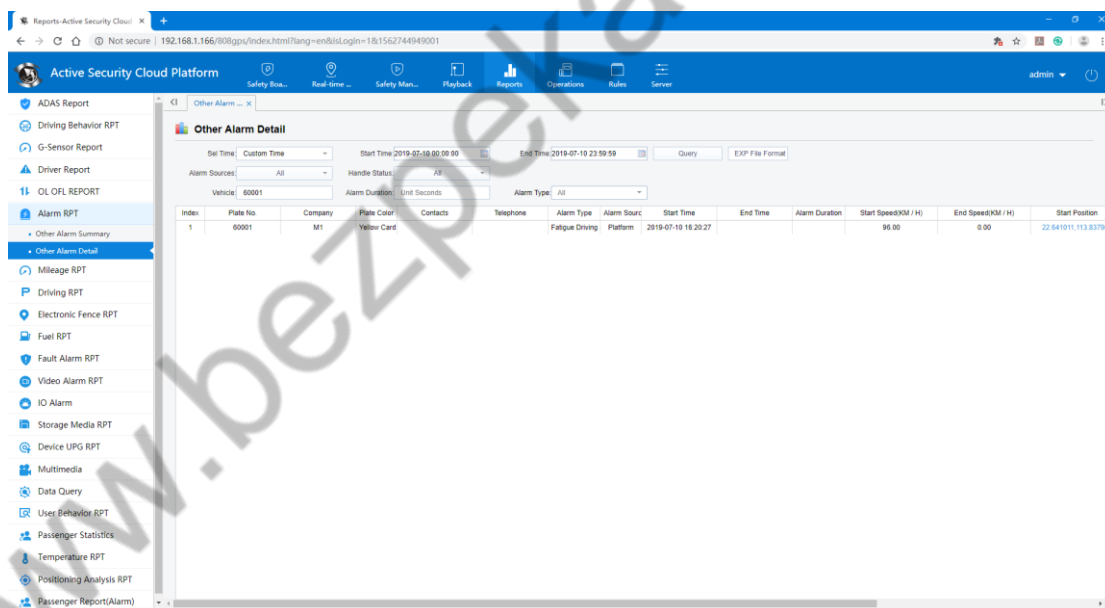 Reports-Active Security Cloud
Not secure | 192.168.1.166/808gps/index.html?lang=en&isLogin=1&1562744949001
Active Security Cloud Platform
Safety Boa... Real-time ... Safety Man... Playback Reports Operations Rules Server
admin
ADAS Report
Driving Behavior RPT
G-Sensor Report
Driver Report
OL OFL REPORT
Alarm RPT
Other Alarm Summary
Other Alarm Detail
Mileage RPT
Driving RPT
Electronic Fence RPT
Fuel RPT
Fault Alarm RPT
Video Alarm RPT
IO Alarm
Storage Media RPT
Device UPG RPT
Multimedia
Data Query
User Behavior RPT
Passenger Statistics
Temperature RPT
Positioning Analysis RPT
Passenger Report(Alarm)
Other Alarm ... ×
Other Alarm Detail
Sel Time: Custom Time Start Time: 2019-07-10 00:00:00 End Time: 2019-07-10 23:59:59 Query EXP File Format
Alarm Sources: All Handle Status: All
Vehicle: 60001 Alarm Duration: Unit Seconds Alarm Type: All
Index Plate No. Company Plate Color Contacts Telephone Alarm Type Alarm Sourc Start Time End Time Alarm Duration Start Speed(KM / H) End Speed(KM / H) Start Position
1 60001 M1 Yellow Card Fatigue Driving Platform 2019-07-10 16:20:27 96.00 0.00 22.641011,113.8379
www.bezpeka